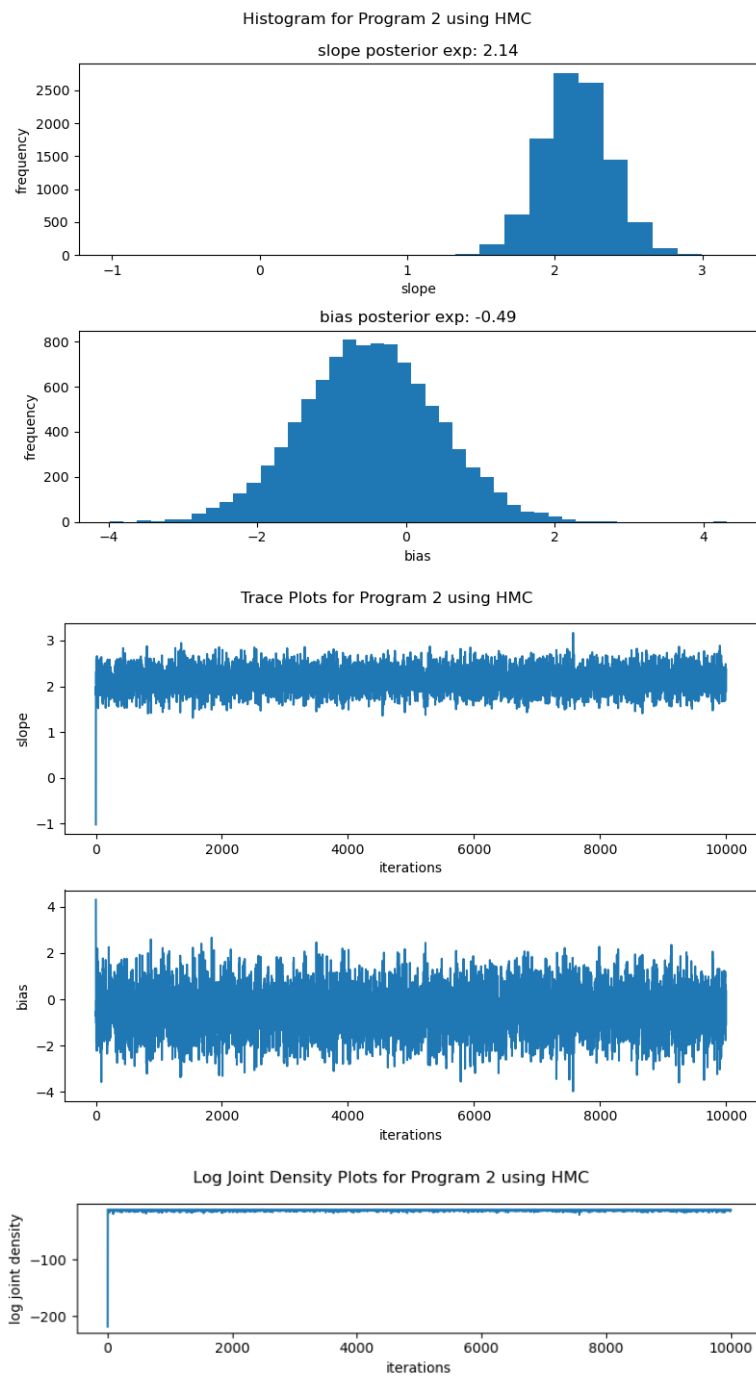 Histogram for Program 2 using HMC
slope posterior exp: 2.14
2500
2000
1500
1000
500
0
frequency
−1 0 1 2 3
slope
bias posterior exp: -0.49
800
600
400
200
0
frequency
−4 −2 0 2 4
bias
Trace Plots for Program 2 using HMC
3
2
1
0
−1
slope
0 2000 4000 6000 8000 10000
iterations
4
2
0
−2
−4
bias
0 2000 4000 6000 8000 10000
iterations
Log Joint Density Plots for Program 2 using HMC
−100
−200
log joint density
0 2000 4000 6000 8000 10000
iterations